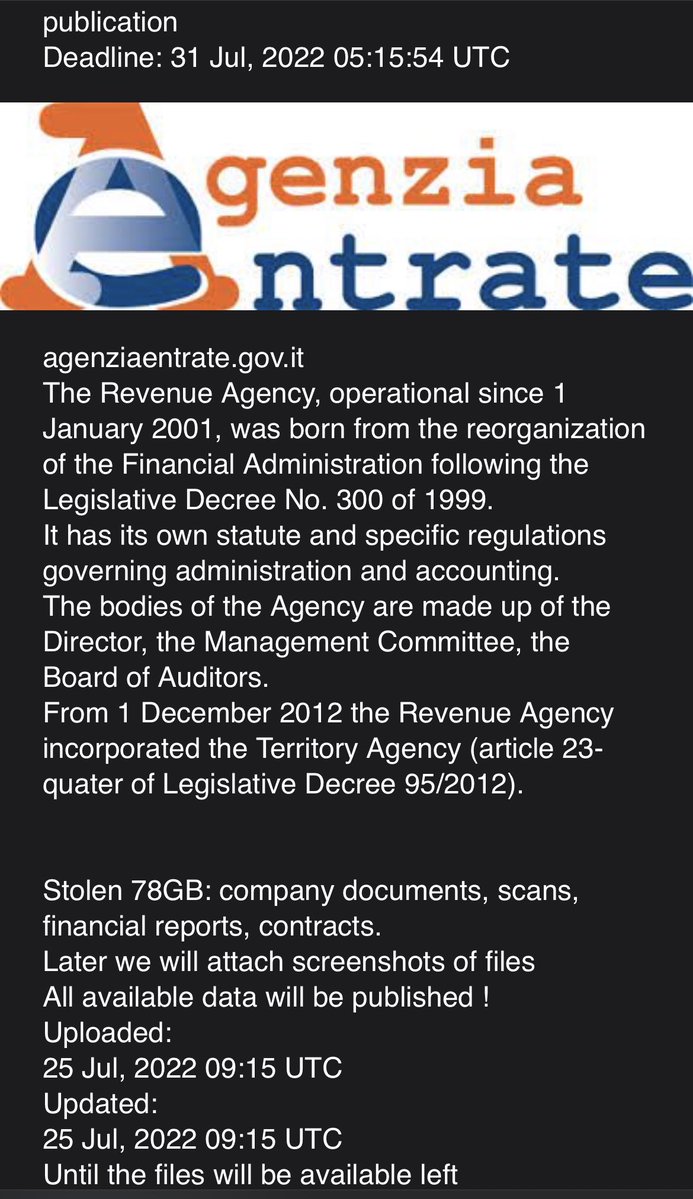 publication
Deadline: 31 Jul, 2022 05:15:54 UTC
Agenzia
entrate
agenziaentrate.gov.it
The Revenue Agency, operational since 1
January 2001, was born from the reorganization
of the Financial Administration following the
Legislative Decree No. 300 of 1999.
It has its own statute and specific regulations
governing administration and accounting.
The bodies of the Agency are made up of the
Director, the Management Committee, the
Board of Auditors.
From 1 December 2012 the Revenue Agency
incorporated the Territory Agency (article 23-
quater of Legislative Decree 95/2012).
Stolen 78GB: company documents, scans,
financial reports, contracts.
Later we will attach screenshots of files
All available data will be published !
Uploaded:
25 Jul, 2022 09:15 UTC
Updated:
25 Jul, 2022 09:15 UTC
Until the files will be available left